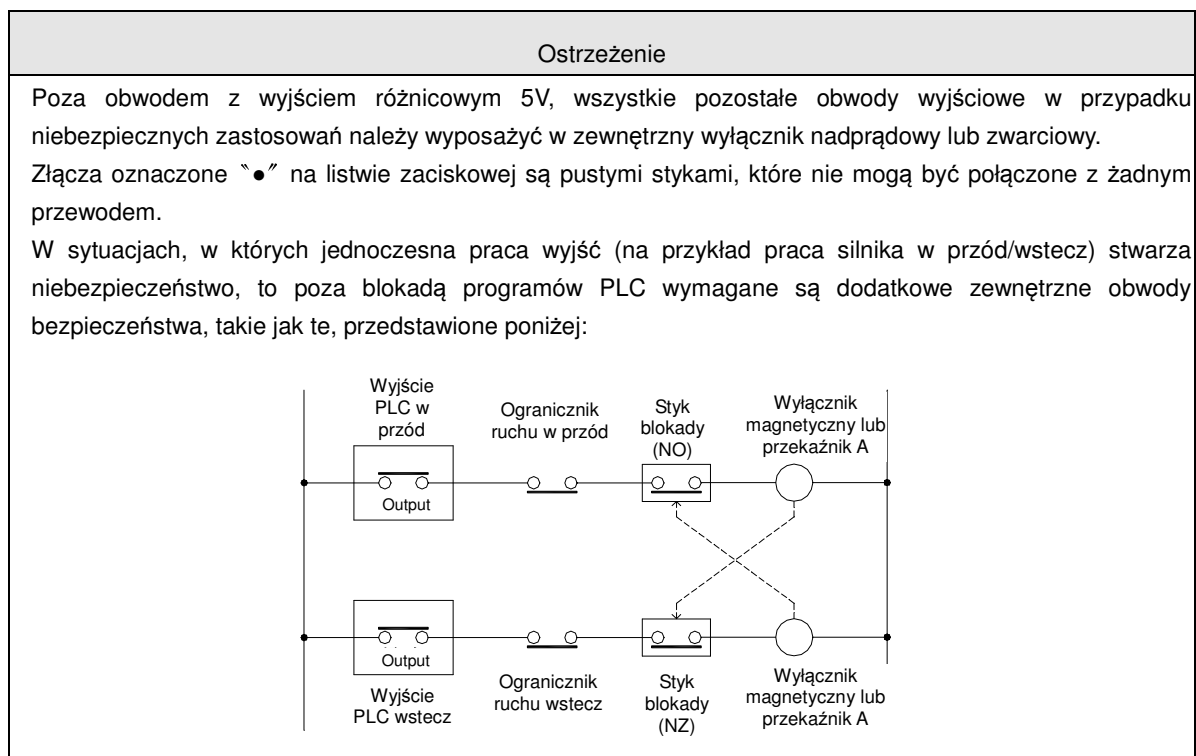 Ostrzeżenie
Poza obwodem z wyjściem różnicowym 5V, wszystkie pozostałe obwody wyjściowe w przypadku
niebezpiecznych zastosowań należy wyposażyć w zewnętrzny wyłącznik nadprądowy lub zwarciowy.
Złącza oznaczone 〝●〞 na listwie zaciskowej są pustymi stykami, które nie mogą być połączone z żadnym
przewodem.
W sytuacjach, w których jednoczesna praca wyjść (na przykład praca silnika w przód/wstecz) stwarza
niebezpieczeństwo, to poza blokadą programów PLC wymagane są dodatkowe zewnętrzne obwody
bezpieczeństwa, takie jak te, przedstawione poniżej:
Wyjście
PLC w
przód
Ogranicznik
ruchu w przód
Styk
blokady
(NO)
Wyłącznik
magnetyczny lub
przekaźnik A
Output
Output
Wyjście
PLC wstecz
Ogranicznik
ruchu wstecz
Styk
blokady
(NZ)
Wyłącznik
magnetyczny lub
przekaźnik A